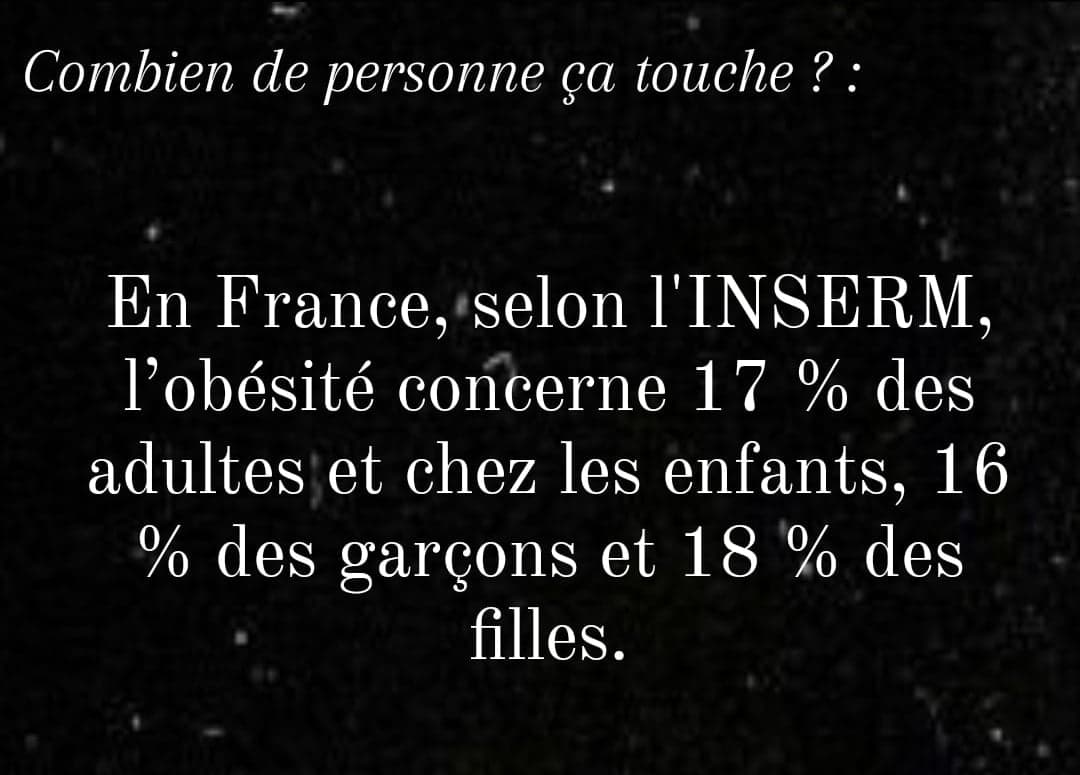 Combien de personne ça touche ? :
En France, selon l'INSERM,
l’obésité concerne 17 % des
adultes et chez les enfants, 16
% des garçons et 18 % des
filles.